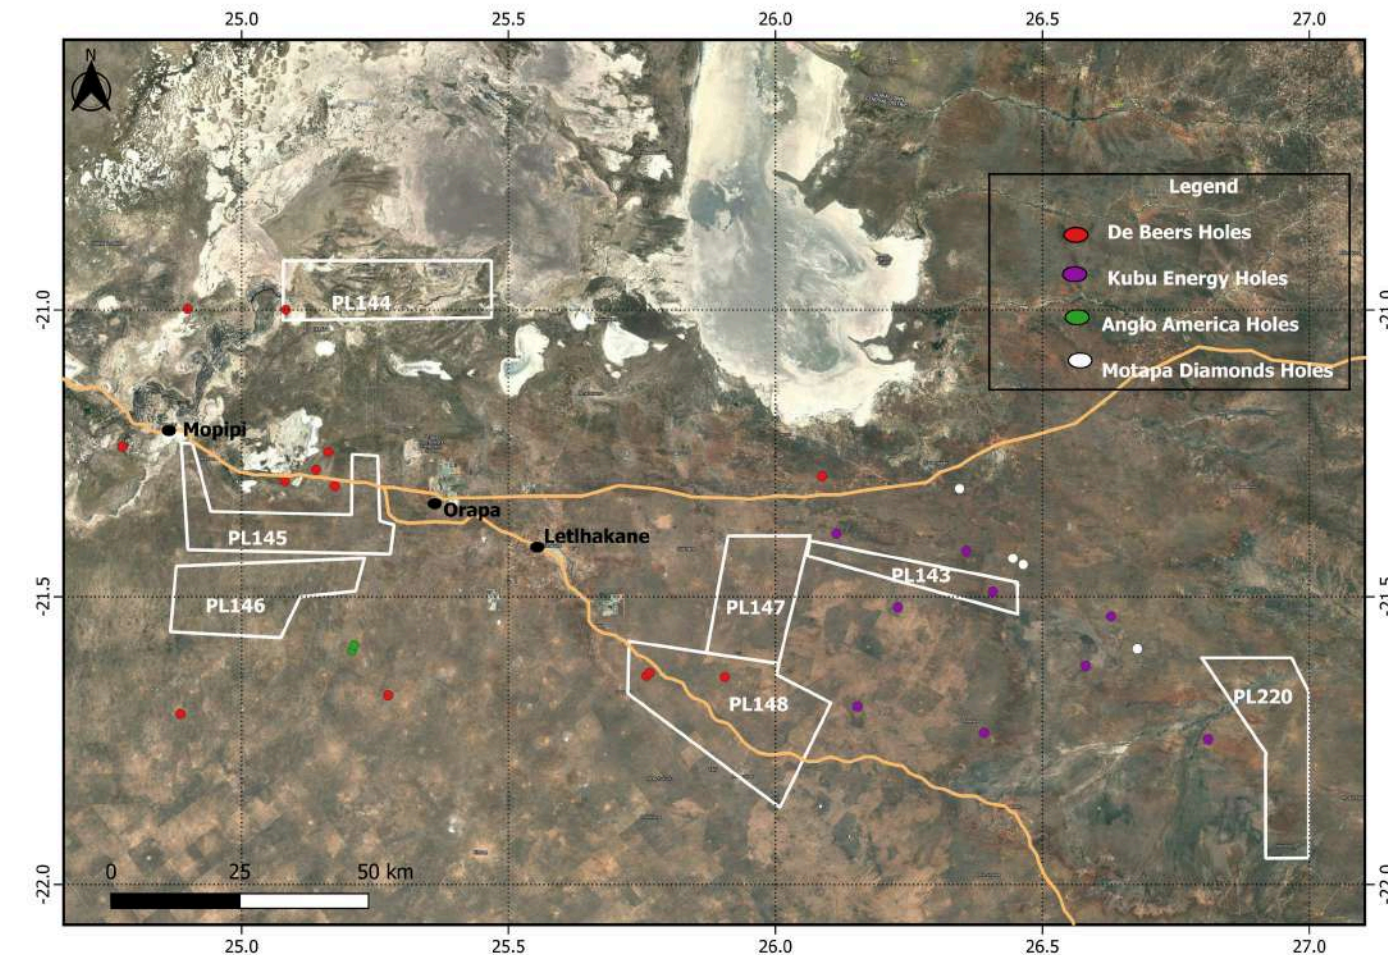 25.0 25.5 26.0 26.5 27.0
N
Legend
De Beers Holes
Kubu Energy Holes
Anglo America Holes
Motapa Diamonds Holes
PL144
-21.0 -21.0
Mopipi
Orapa
Letlhakane
PL145
PL143
-21.5 -21.5
PL146
PL147
PL148
PL220
0 25 50 km
-22.0 -22.0
25.0 25.5 26.0 26.5 27.0